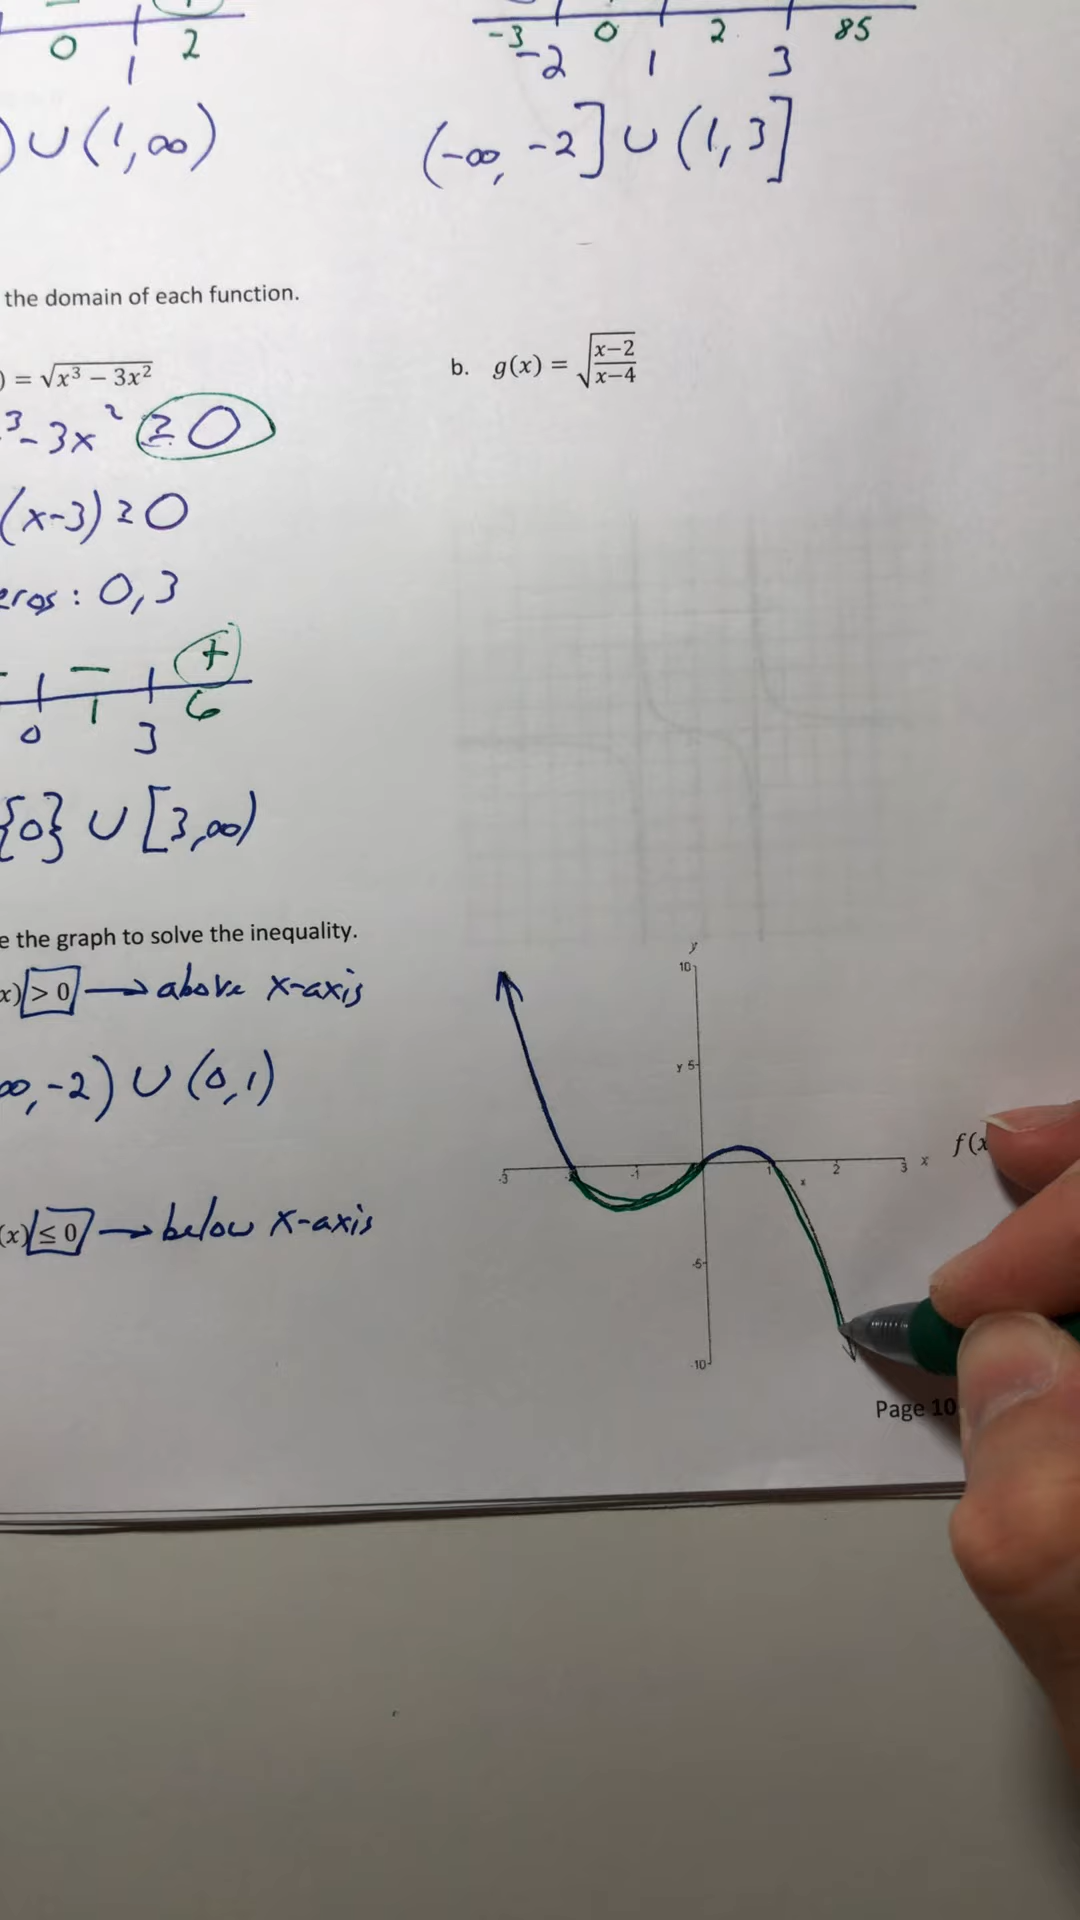 0 2
1
-3 0 2 85
-2 1 3
) ∪ (1, ∞)
(-∞, -2] ∪ (1, 3]
the domain of each function.
) = √x³ − 3x²
b. g(x) = √x−2/x−4
³- 3x² ≥ 0
(x-3) ≥ 0
eros : 0, 3
- +
1 6
0 3
{0} ∪ [3, ∞)
e the graph to solve the inequality.
x) > 0 → above x-axis
∞, -2) ∪ (0, 1)
(x) ≤ 0 → below x-axis
y
10
y 5
-3 -1 1 2 3 x
x
f(x
-5
-10
Page 10